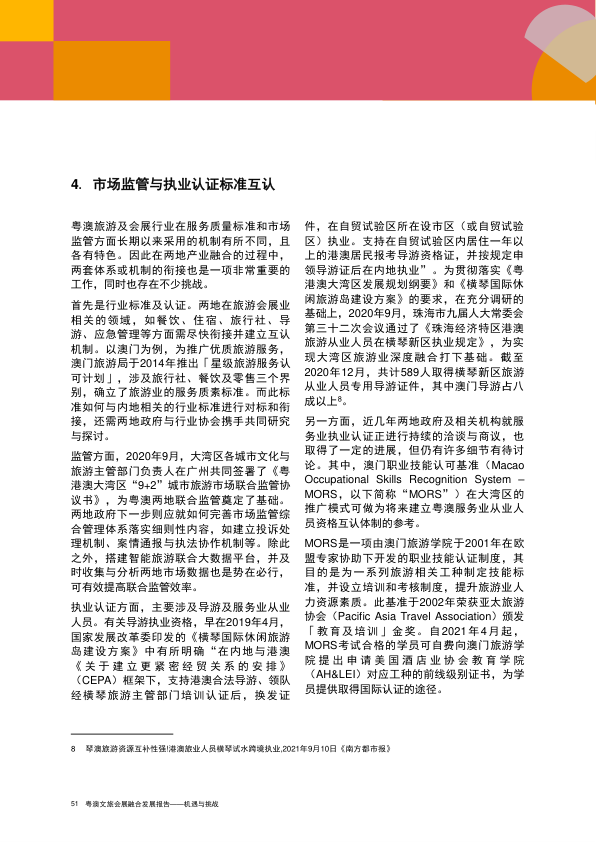 4. 市场监管与执业认证标准互认
粤澳旅游及会展行业在服务质量标准和市场
监管方面长期以来采用的机制有所不同，且
各有特色。因此在两地产业融合的过程中，
两套体系或机制的衔接也是一项非常重要的
工作，同时也存在不少挑战。
首先是行业标准及认证。两地在旅游会展业
相关的领域，如餐饮、住宿、旅行社、导
游、应急管理等方面需尽快衔接并建立互认
机制。以澳门为例，为推广优质旅游服务，
澳门旅游局于2014年推出「星级旅游服务认
可计划」，涉及旅行社、餐饮及零售三个界
别，确立了旅游业的服务质素标准。而此标
准如何与内地相关的行业标准进行对标和衔
接，还需两地政府与行业协会携手共同研究
与探讨。
监管方面，2020年9月，大湾区各城市文化与
旅游主管部门负责人在广州共同签署了《粤
港澳大湾区“9+2”城市旅游市场联合监管协
议书》，为粤澳两地联合监管奠定了基础。
两地政府下一步则应就如何完善市场监管综
合管理体系落实细则性内容，如建立投诉处
理机制、案情通报与执法协作机制等。除此
之外，搭建智能旅游联合大数据平台，并及
时收集与分析两地市场数据也是势在必行，
可有效提高联合监管效率。
执业认证方面，主要涉及导游及服务业从业
人员。有关导游执业资格，早在2019年4月，
国家发展改革委印发的《横琴国际休闲旅游
岛建设方案》中有所明确“在内地与港澳
《关于建立更紧密经贸关系的安排》
（CEPA）框架下，支持港澳合法导游、领队
经横琴旅游主管部门培训认证后，换发证
件，在自贸试验区所在设市区（或自贸试验
区）执业。支持在自贸试验区内居住一年以
上的港澳居民报考导游资格证，并按规定申
领导游证后在内地执业”。为贯彻落实《粤
港澳大湾区发展规划纲要》和《横琴国际休
闲旅游岛建设方案》的要求，在充分调研的
基础上，2020年9月，珠海市九届人大常委会
第三十二次会议通过了《珠海经济特区港澳
旅游从业人员在横琴新区执业规定》，为实
现大湾区旅游业深度融合打下基础。截至
2020年12月，共计589人取得横琴新区旅游
从业人员专用导游证件，其中澳门导游占八
成以上8。
另一方面，近几年两地政府及相关机构就服
务业执业认证正进行持续的洽谈与商议，也
取得了一定的进展，但仍有许多细节有待讨
论。其中，澳门职业技能认可基准（Macao
Occupational Skills Recognition System –
MORS，以下简称“MORS”）在大湾区的
推广模式可做为将来建立粤澳服务业从业人
员资格互认体制的参考。
MORS是一项由澳门旅游学院于2001年在欧
盟专家协助下开发的职业技能认证制度，其
目的是为一系列旅游相关工种制定技能标
准，并设立培训和考核制度，提升旅游业人
力资源素质。此基准于2002年荣获亚太旅游
协会（Pacific Asia Travel Association）颁发
「教育及培训」金奖。自2021年4月起，
MORS考试合格的学员可自费向澳门旅游学
院提出申请美国酒店业协会教育学院
（AH&LEI）对应工种的前线级别证书，为学
员提供取得国际认证的途径。
8 琴澳旅游资源互补性强!港澳旅业人员横琴试水跨境执业,2021年9月10日《南方都市报》
51 粤澳文旅会展融合发展报告——机遇与挑战